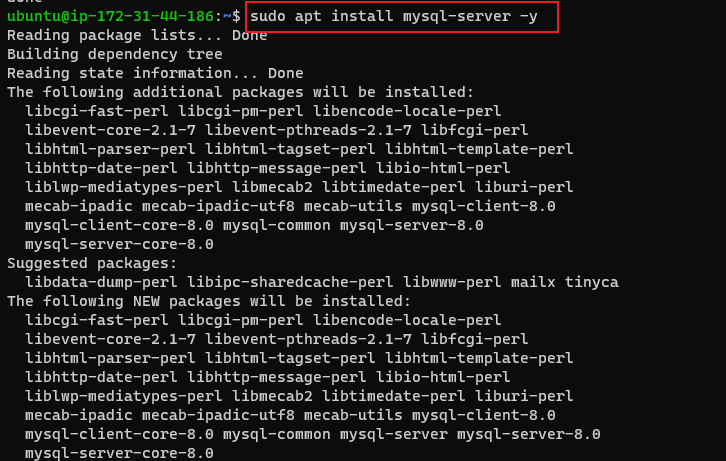 done
ubuntu@ip-172-31-44-186:~$ sudo apt install mysql-server -y
Reading package lists... Done
Building dependency tree
Reading state information... Done
The following additional packages will be installed:
  libcgi-fast-perl libcgi-pm-perl libencode-locale-perl
  libevent-core-2.1-7 libevent-pthreads-2.1-7 libfcgi-perl
  libhtml-parser-perl libhtml-tagset-perl libhtml-template-perl
  libhttp-date-perl libhttp-message-perl libio-html-perl
  liblwp-mediatypes-perl libmecab2 libtimedate-perl liburi-perl
  mecab-ipadic mecab-ipadic-utf8 mecab-utils mysql-client-8.0
  mysql-client-core-8.0 mysql-common mysql-server-8.0
  mysql-server-core-8.0
Suggested packages:
  libdata-dump-perl libipc-sharedcache-perl libwww-perl mailx tinyca
The following NEW packages will be installed:
  libcgi-fast-perl libcgi-pm-perl libencode-locale-perl
  libevent-core-2.1-7 libevent-pthreads-2.1-7 libfcgi-perl
  libhtml-parser-perl libhtml-tagset-perl libhtml-template-perl
  libhttp-date-perl libhttp-message-perl libio-html-perl
  liblwp-mediatypes-perl libmecab2 libtimedate-perl liburi-perl
  mecab-ipadic mecab-ipadic-utf8 mecab-utils mysql-client-8.0
  mysql-client-core-8.0 mysql-common mysql-server mysql-server-8.0
  mysql-server-core-8.0